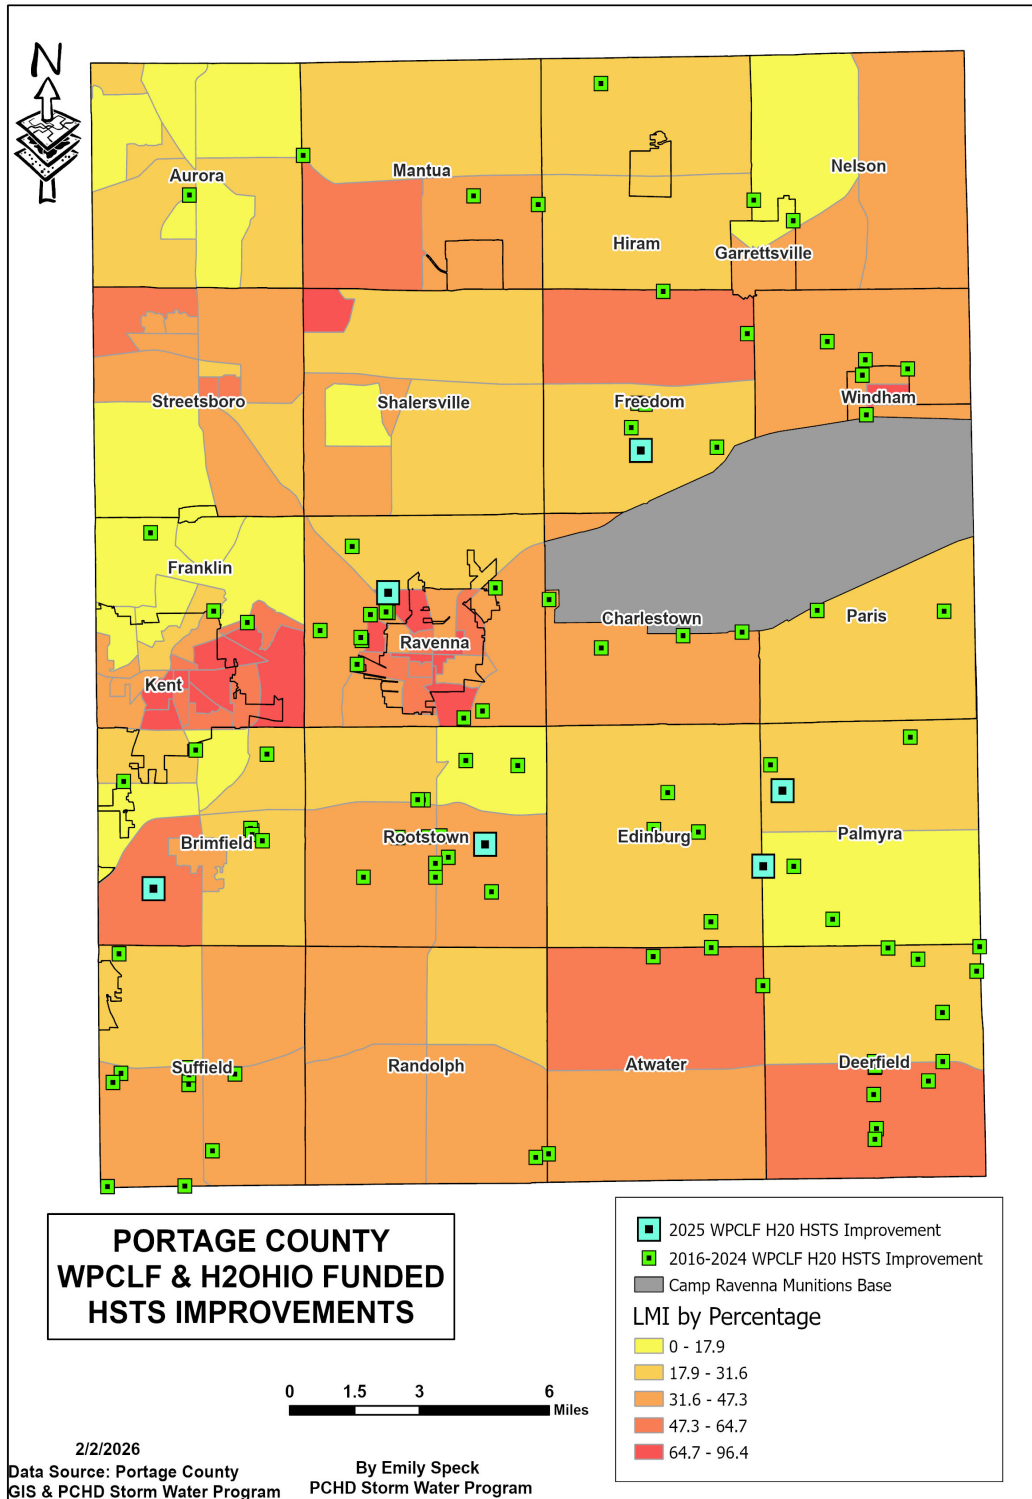 N
Aurora
Mantua
Nelson
Hiram
Garrettsville
Streetsboro
Shalersville
Freedom
Windham
Franklin
Charlestown
Paris
Ravenna
Kent
Brimfield
Rootstown
Edinburg
Palmyra
Suffield
Randolph
Atwater
Deerfield
PORTAGE COUNTY
WPCLF & H2OHIO FUNDED
HSTS IMPROVEMENTS
2025 WPCLF H20 HSTS Improvement
2016-2024 WPCLF H20 HSTS Improvement
Camp Ravenna Munitions Base
LMI by Percentage
0 - 17.9
17.9 - 31.6
31.6 - 47.3
47.3 - 64.7
64.7 - 96.4
0 1.5 3 6
Miles
2/2/2026
Data Source: Portage County
GIS & PCHD Storm Water Program
By Emily Speck
PCHD Storm Water Program